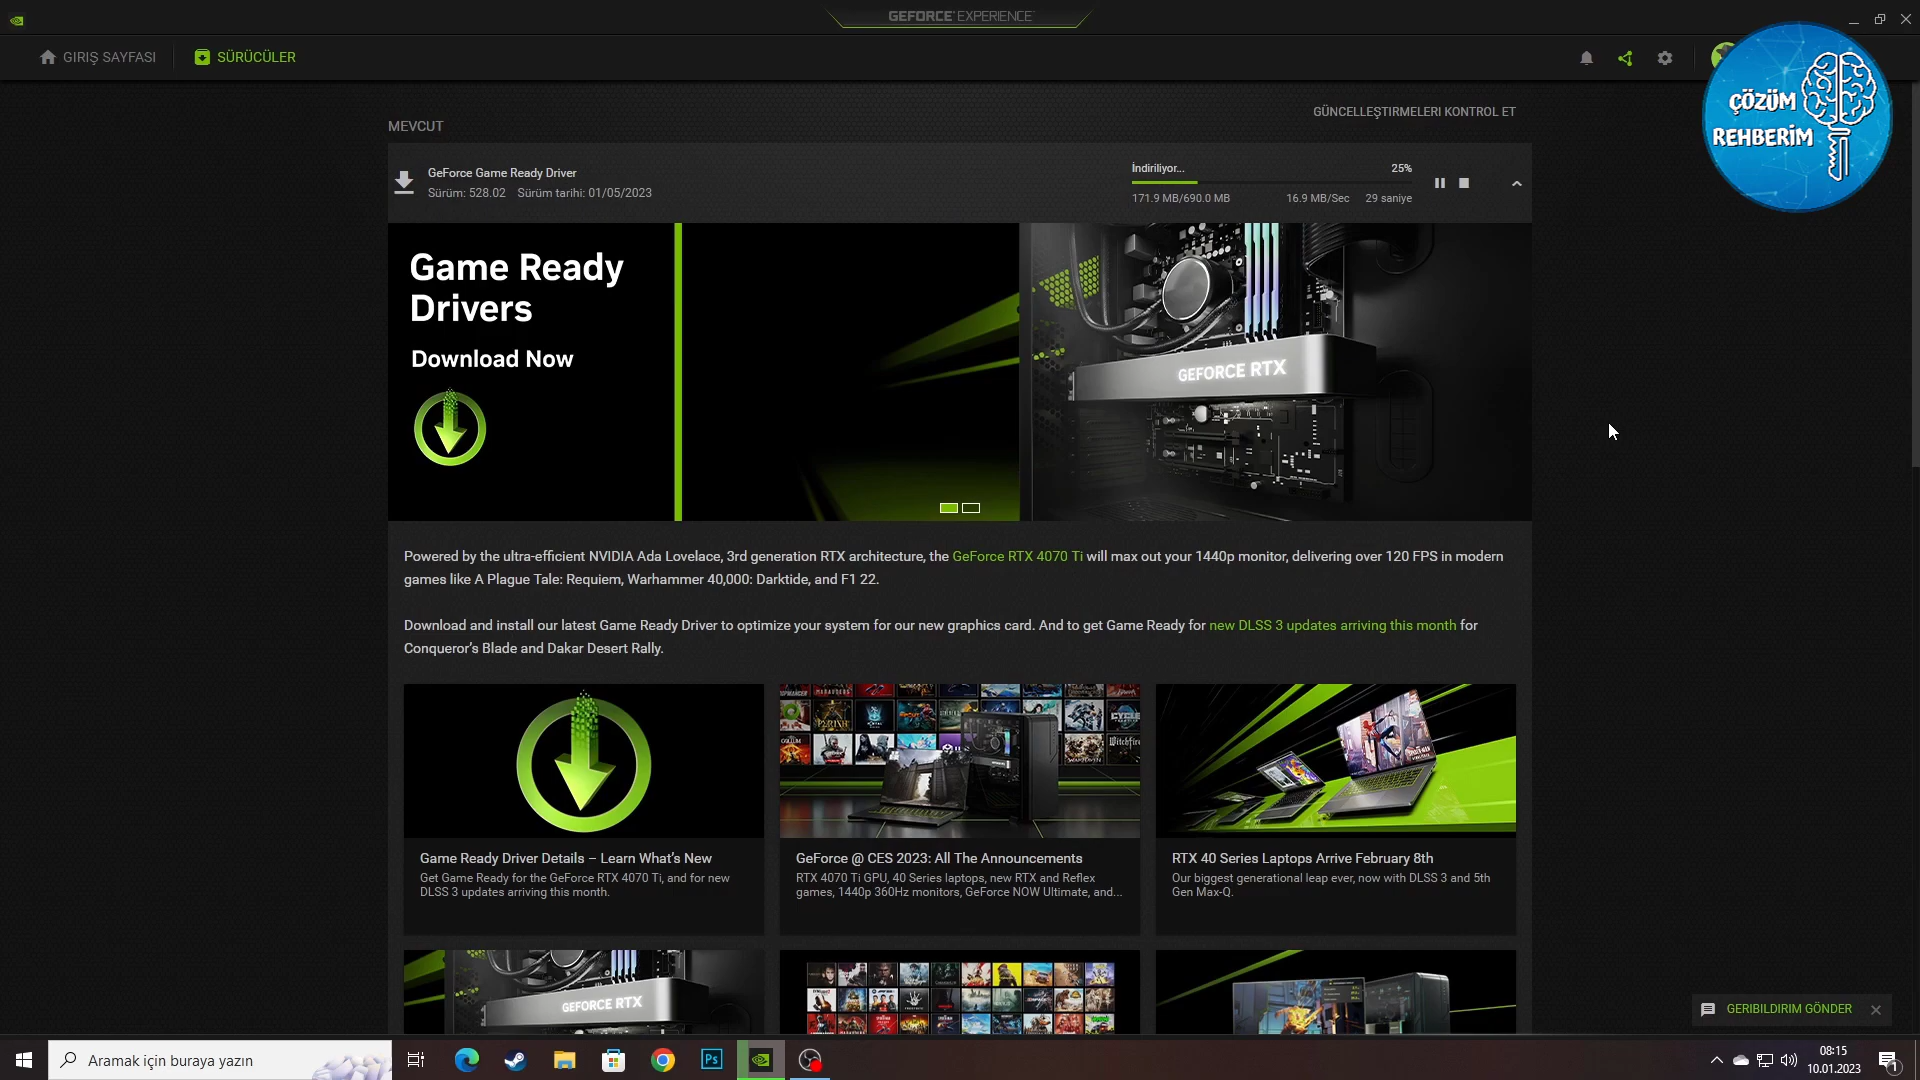 GEFORCE EXPERIENCE
GIRIŞ SAYFASI
SÜRÜCÜLER
ÇÖZÜM
REHBERİM
GÜNCELLEŞTIRMELERI KONTROL ET
MEVCUT
GeForce Game Ready Driver
Sürüm: 528.02 Sürüm tarihi: 01/05/2023
İndiriliyor... 25%
171.9 MB/690.0 MB 16.9 MB/Sec 29 saniye
Game Ready
Drivers
Download Now
GEFORCE RTX
Powered by the ultra-efficient NVIDIA Ada Lovelace, 3rd generation RTX architecture, the GeForce RTX 4070 Ti will max out your 1440p monitor, delivering over 120 FPS in modern
games like A Plague Tale: Requiem, Warhammer 40,000: Darktide, and F1 22.
Download and install our latest Game Ready Driver to optimize your system for our new graphics card. And to get Game Ready for new DLSS 3 updates arriving this month for
Conqueror's Blade and Dakar Desert Rally.
Game Ready Driver Details – Learn What's New
Get Game Ready for the GeForce RTX 4070 Ti, and for new
DLSS 3 updates arriving this month.
GeForce @ CES 2023: All The Announcements
RTX 4070 Ti GPU, 40 Series laptops, new RTX and Reflex
games, 1440p 360Hz monitors, GeForce NOW Ultimate, and...
RTX 40 Series Laptops Arrive February 8th
Our biggest generational leap ever, now with DLSS 3 and 5th
Gen Max-Q.
GEFORCE RTX
GERIBILDIRIM GÖNDER
Aramak için buraya yazın
Ps
08:15
10.01.2023
1